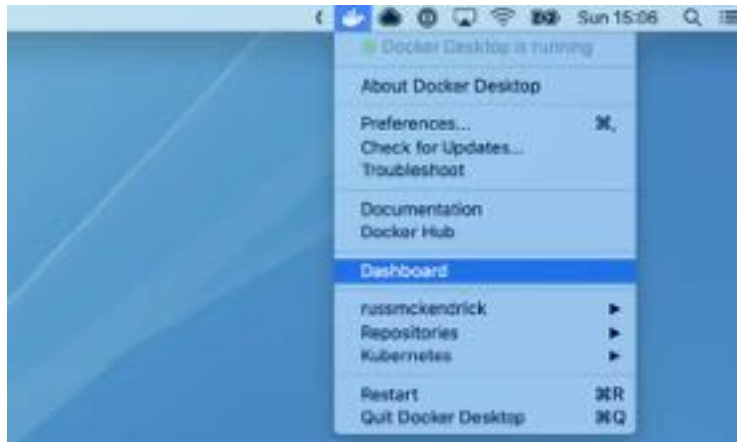 Sun 15:06
Docker Desktop is running
About Docker Desktop
Preferences... ⌘,
Check for Updates...
Troubleshoot
Documentation
Docker Hub
Dashboard
russmckendrick
Repositories
Kubernetes
Restart ⌘R
Quit Docker Desktop ⌘Q